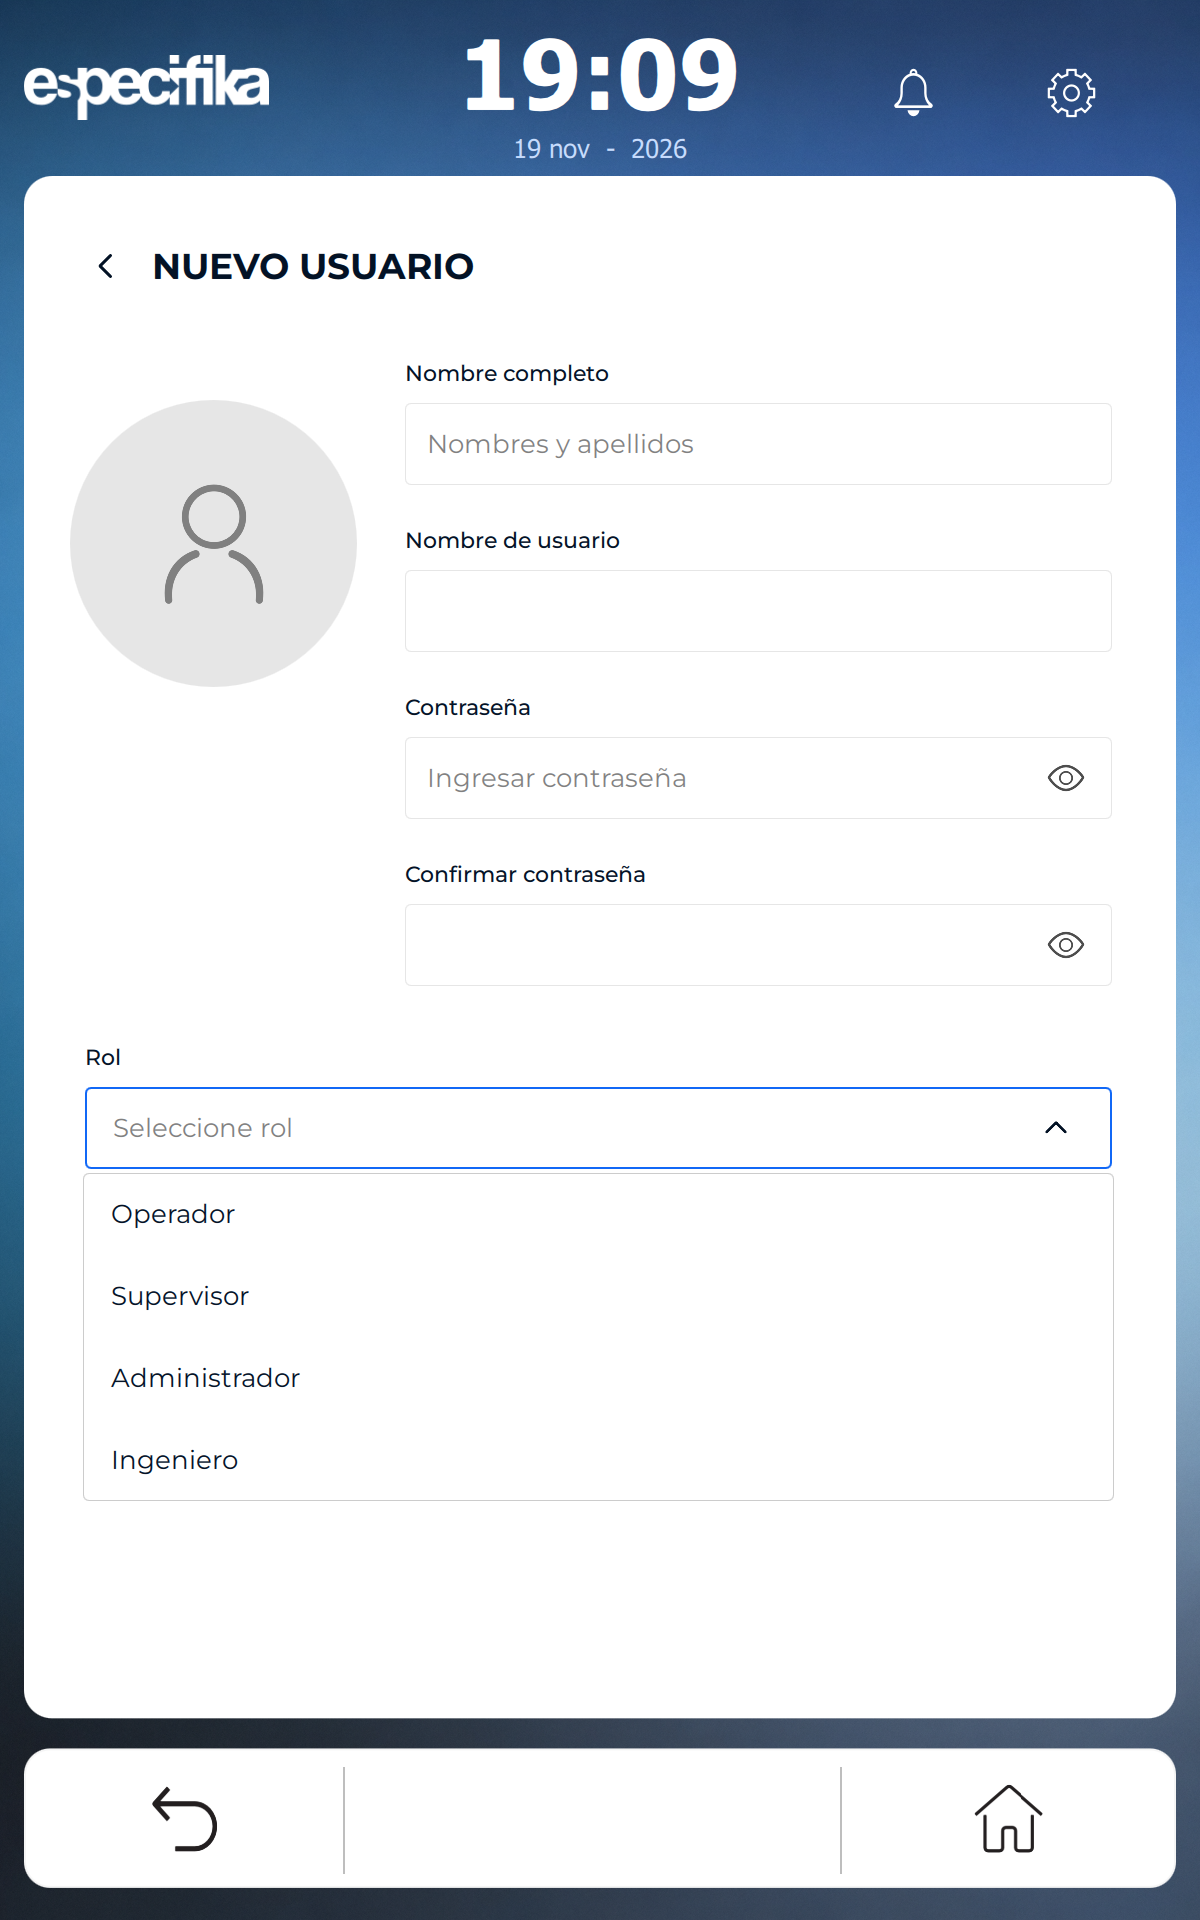 especifika
19:09
19 nov - 2026
NUEVO USUARIO
Nombre completo
Nombres y apellidos
Nombre de usuario
Contraseña
Ingresar contraseña
Confirmar contraseña
Rol
Seleccione rol
Operador
Supervisor
Administrador
Ingeniero